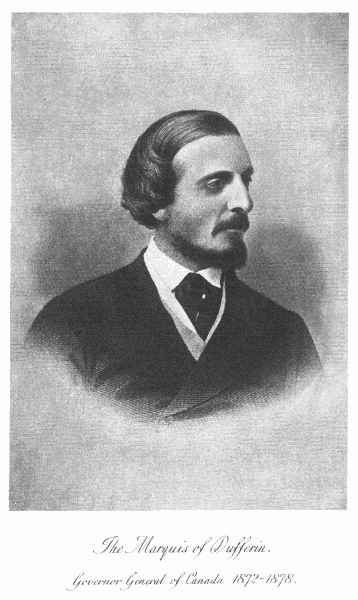 The Marquis of Dufferin.
Governor General of Canada 1872-1878.